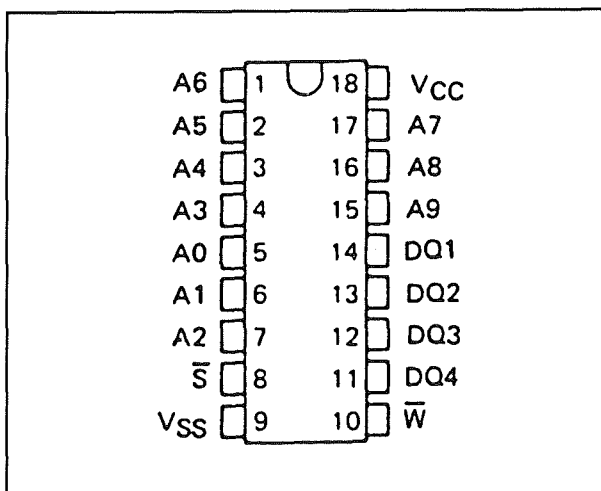 A6 1 18 VCC
A5 2 17 A7
A4 3 16 A8
A3 4 15 A9
A0 5 14 DQ1
A1 6 13 DQ2
A2 7 12 DQ3
S̅ 8 11 DQ4
VSS 9 10 W̅